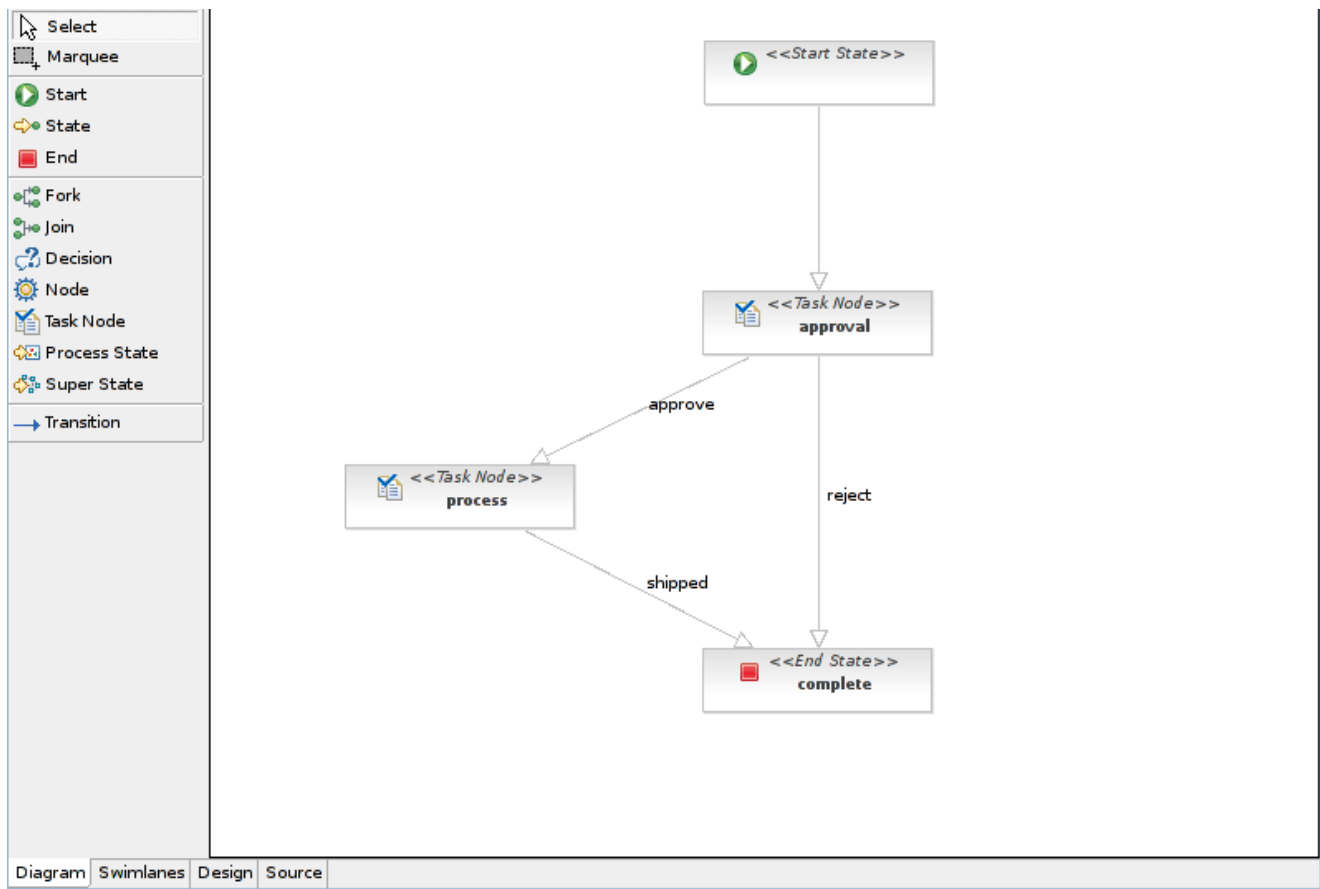 Select
Marquee
Start
State
End
Fork
Join
Decision
Node
Task Node
Process State
Super State
Transition
<<Start State>>
<<Task Node>>
approval
approve
<<Task Node>>
process
reject
shipped
<<End State>>
complete
Diagram Swimlanes Design Source